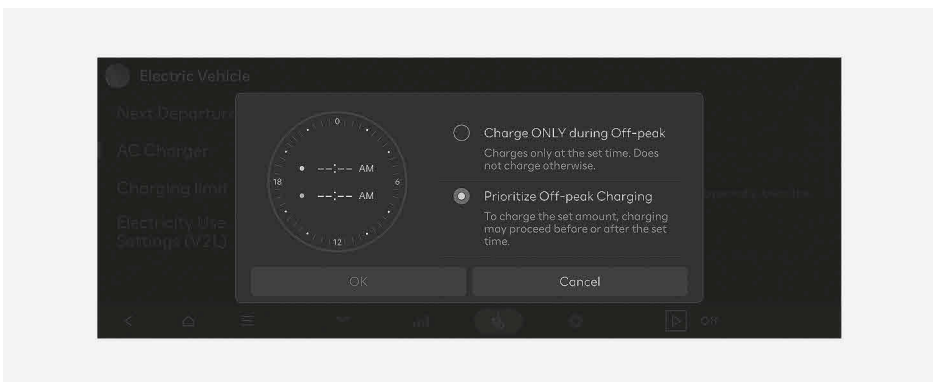 Electric Vehicle
Next Departure
AC Charger
Charging limit
Electricity Use
Settings (V2L)
0
18
6
12
--:-- AM
--:-- AM
Charge ONLY during Off-peak
Charges only at the set time. Does
not charge otherwise.
Prioritize Off-peak Charging
To charge the set amount, charging
may proceed before or after the set
time.
OK
Cancel
Off